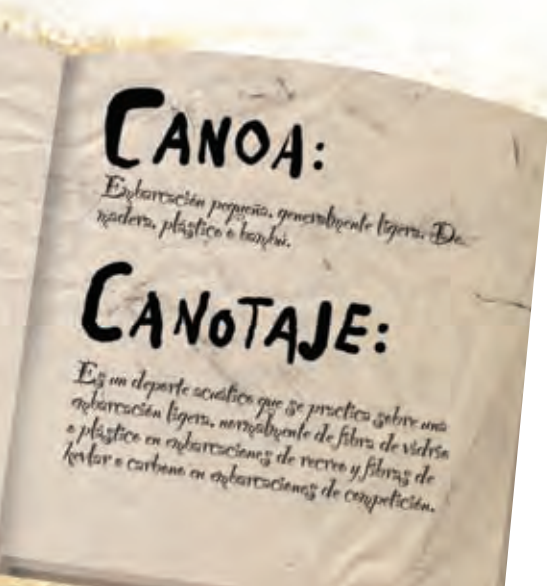 CANOA:
Embarcación pequeña, generalmente ligera. De
madera, plástico o bambú.
CANOTAJE:
Es un deporte acuático que se practica sobre una
embarcación ligera, normalmente de fibra de vidrio
o plástico en embarcaciones de recreo y fibras de
kevlar o carbono en embarcaciones de competición.